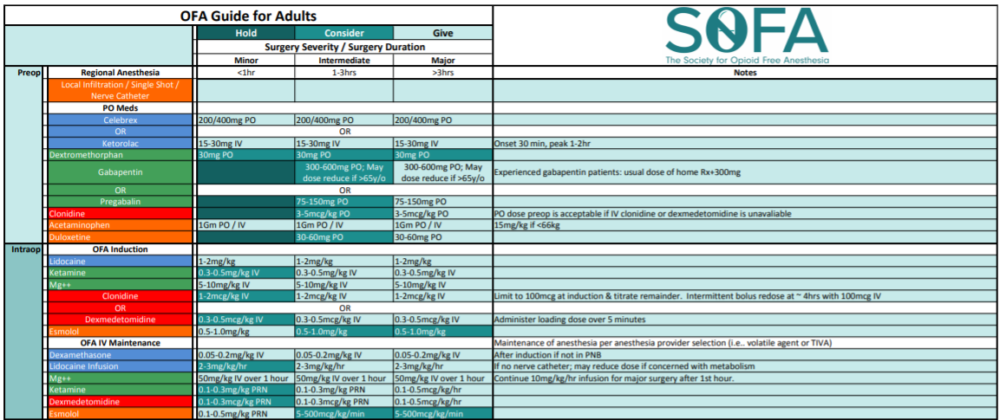 OFA Guide for Adults
SOFA
The Society for Opioid Free Anesthesia
Hold Consider Give
Surgery Severity / Surgery Duration
Minor Intermediate Major
Preop Regional Anesthesia <1hr 1-3hrs >3hrs Notes
Local Infiltration / Single Shot /
Nerve Catheter
PO Meds
Celebrex 200/400mg PO 200/400mg PO 200/400mg PO
OR OR
Ketorolac 15-30mg IV 15-30mg IV 15-30mg IV Onset 30 min, peak 1-2hr
Dextromethorphan 30mg PO 30mg PO 30mg PO
Gabapentin 300-600mg PO; May dose reduce if >65y/o 300-600mg PO; May dose reduce if >65y/o Experienced gabapentin patients: usual dose of home Rx+300mg
OR OR
Pregabalin 75-150mg PO 75-150mg PO
Clonidine 3-5mcg/kg PO 3-5mcg/kg PO PO dose preop is acceptable if IV clonidine or dexmedetomidine is unavaliable
Acetaminophen 1Gm PO / IV 1Gm PO / IV 1Gm PO / IV 15mg/kg if <66kg
Duloxetine 30-60mg PO 30-60mg PO
Intraop OFA Induction
Lidocaine 1-2mg/kg 1-2mg/kg 1-2mg/kg
Ketamine 0.3-0.5mg/kg IV 0.3-0.5mg/kg IV 0.3-0.5mg/kg IV
Mg++ 5-10mg/kg IV 5-10mg/kg IV 5-10mg/kg IV
Clonidine 1-2mcg/kg IV 1-2mcg/kg IV 1-2mcg/kg IV Limit to 100mcg at induction & titrate remainder. Intermittent bolus redose at ~ 4hrs with 100mcg IV
OR OR
Dexmedetomidine 0.3-0.5mcg/kg IV 0.3-0.5mcg/kg IV 0.3-0.5mcg/kg IV Administer loading dose over 5 minutes
Esmolol 0.5-1.0mg/kg 0.5-1.0mg/kg 0.5-1.0mg/kg
OFA IV Maintenance Maintenance of anesthesia per anesthesia provider selection (i.e.. volatile agent or TIVA)
Dexamethasone 0.05-0.2mg/kg IV 0.05-0.2mg/kg IV 0.05-0.2mg/kg IV After induction if not in PNB
Lidocaine Infusion 2-3mg/kg/hr 2-3mg/kg/hr 2-3mg/kg/hr If no nerve catheter; may reduce dose if concerned with metabolism
Mg++ 50mg/kg IV over 1 hour 50mg/kg IV over 1 hour 50mg/kg IV over 1 hour Continue 10mg/kg/hr infusion for major surgery after 1st hour.
Ketamine 0.1-0.3mg/kg PRN 0.1-0.3mg/kg PRN 0.1-0.5mg/kg/hr
Dexmedetomidine 0.1-0.3mcg/kg PRN 0.1-0.3mcg/kg PRN 0.1-0.5mcg/kg/hr
Esmolol 0.1-0.5mg/kg PRN 5-500mcg/kg/min 5-500mcg/kg/min